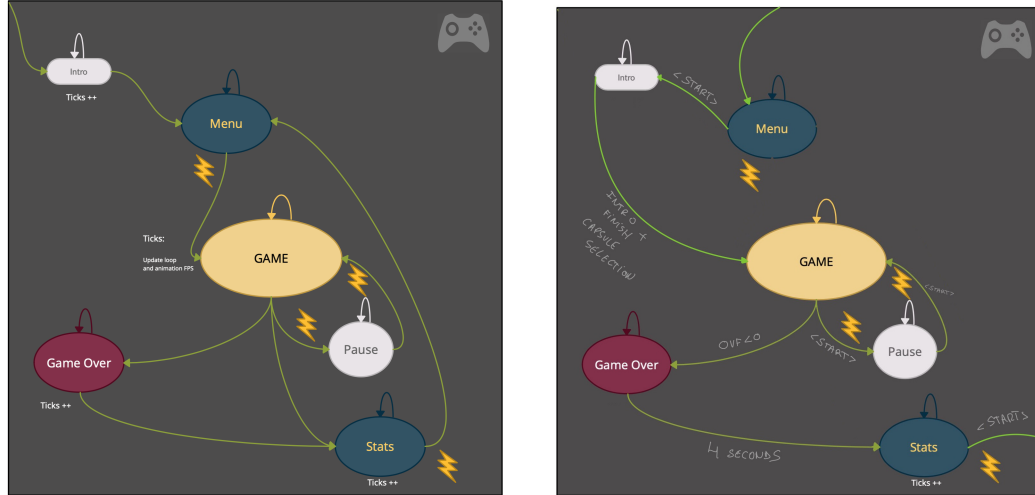 Intro
Ticks ++
Menu
Ticks:
Update loop
and animation FPS
GAME
Game Over
Pause
Ticks ++
Stats
Ticks ++
Intro
<START>
Menu
INTRO
FINISH +
CAPSULE
SELECTION
GAME
<START>
OVF<0
<START>
Game Over
Pause
<START>
4 SECONDS
Stats
Ticks ++